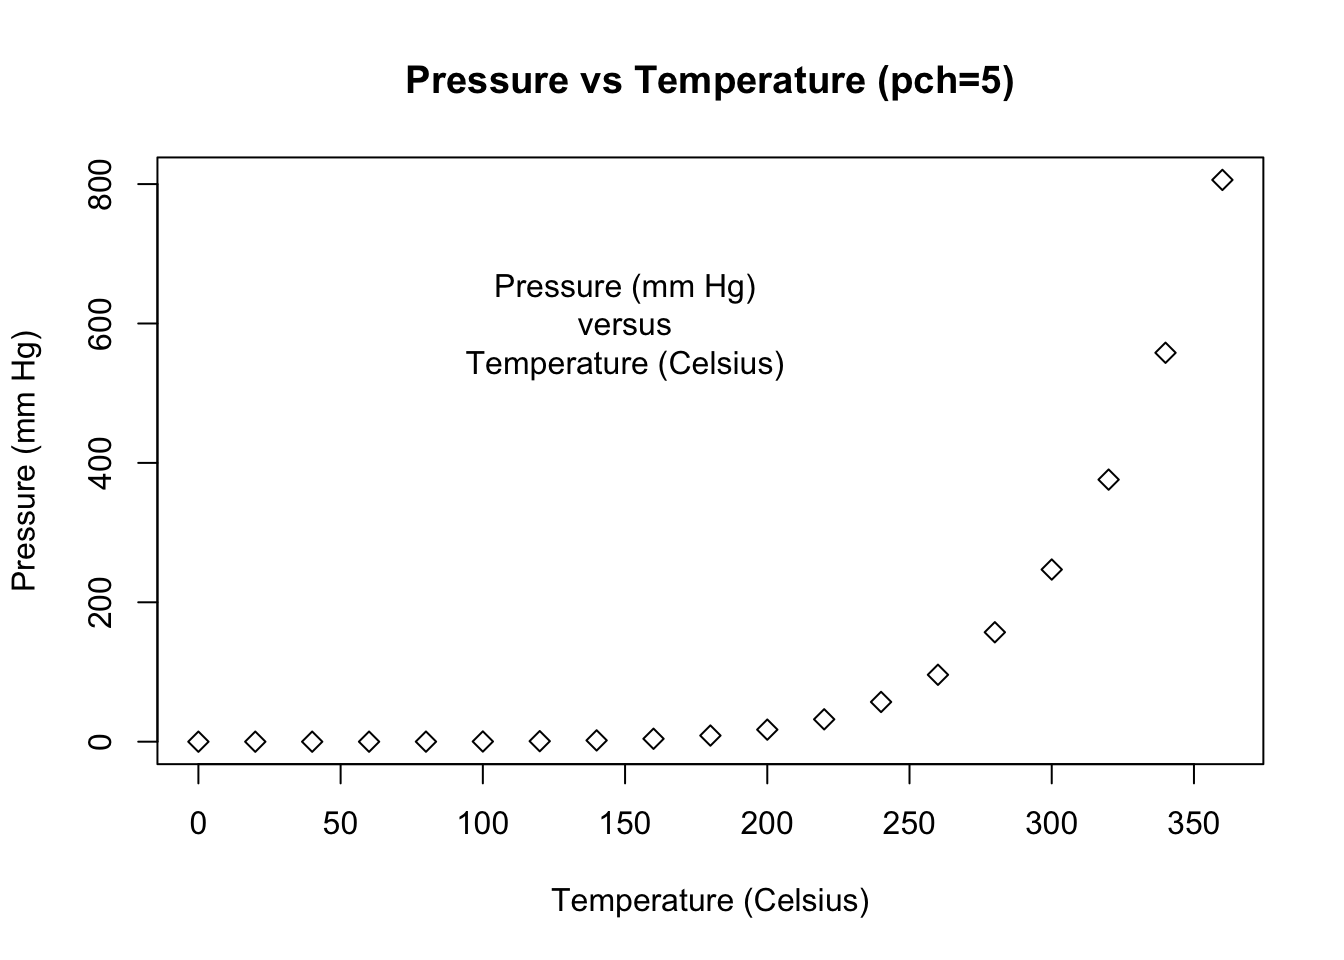 Pressure vs Temperature (pch=5)
Pressure (mm Hg)
800
600
400
200
0
Pressure (mm Hg)
versus
Temperature (Celsius)
0 50 100 150 200 250 300 350
Temperature (Celsius)